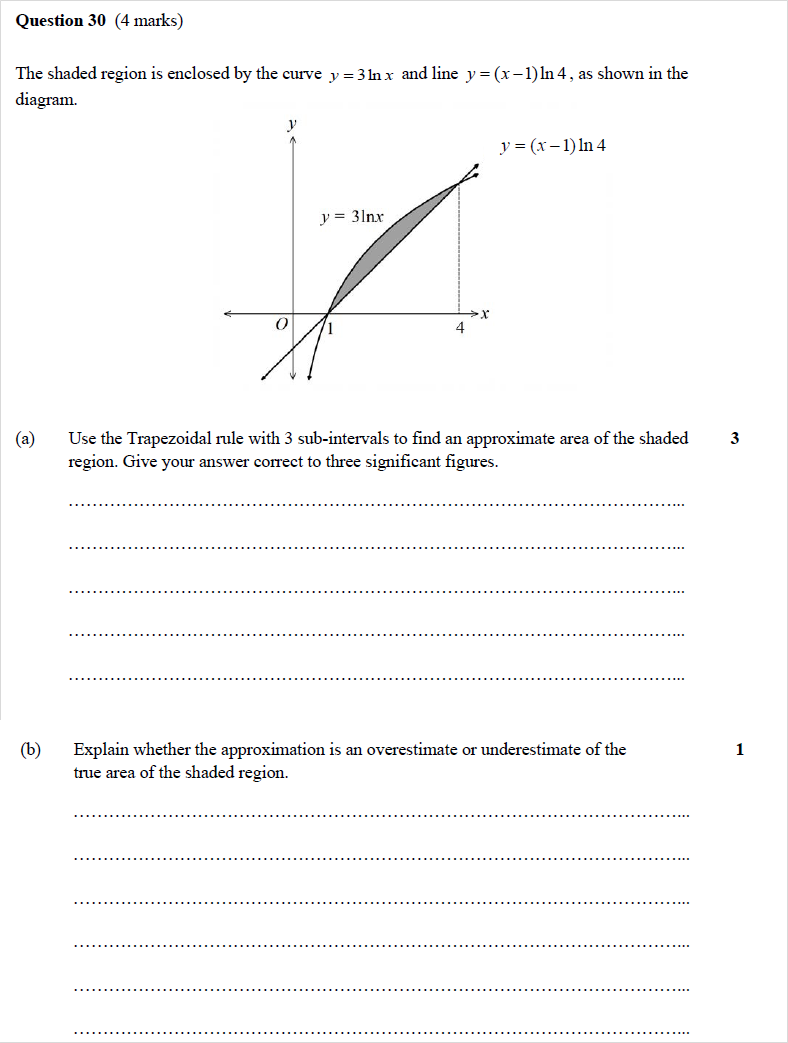 Question 30 (4 marks)
The shaded region is enclosed by the curve y = 3 ln x and line y = (x − 1) ln 4, as shown in the
diagram.
y
y = (x − 1) ln 4
y = 3lnx
O
1
4
x
(a) Use the Trapezoidal rule with 3 sub-intervals to find an approximate area of the shaded 3
region. Give your answer correct to three significant figures.
(b) Explain whether the approximation is an overestimate or underestimate of the 1
true area of the shaded region.